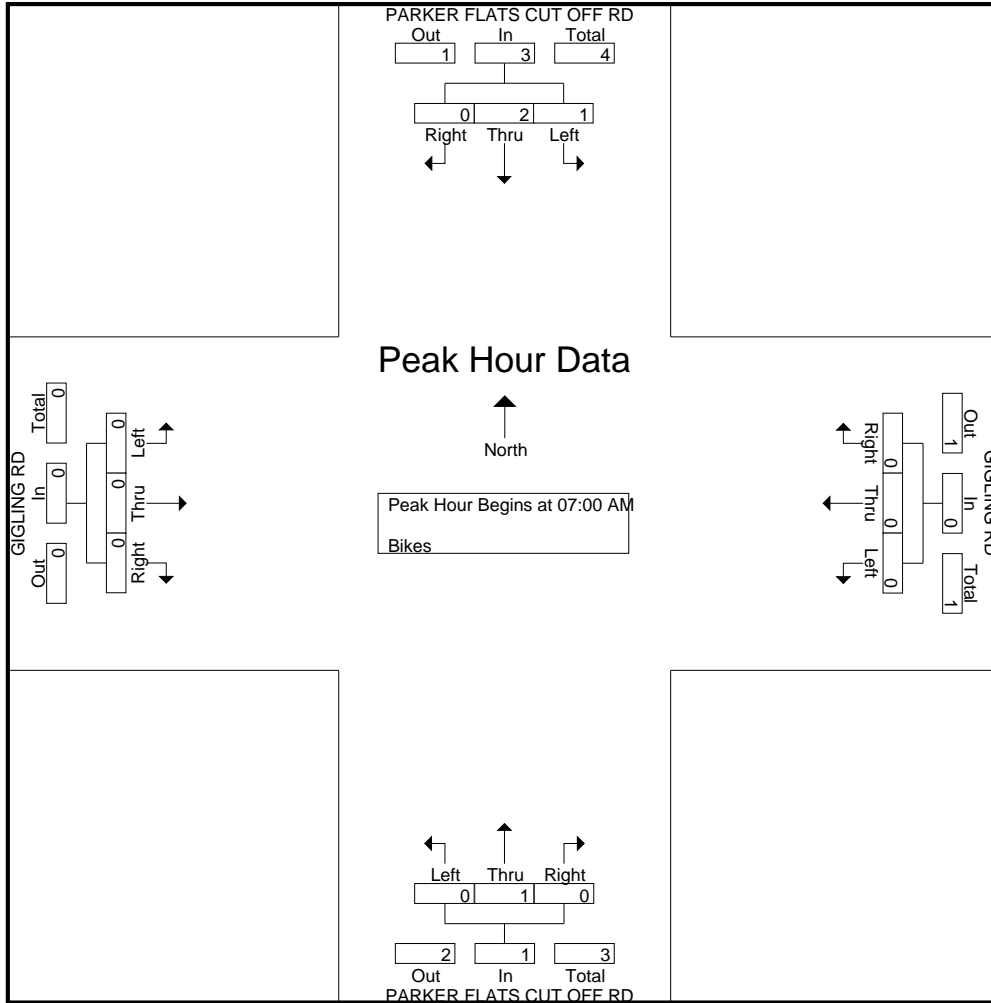 PARKER FLATS CUT OFF RD
Out In Total
1 3 4
0 2 1
Right Thru Left
Peak Hour Data
North
Peak Hour Begins at 07:00 AM
Bikes
GIGLING RD
Total In Out
0 0 0
0 0 0
Left Thru Right
GIGLING RD
Out In Total
1 0 1
0 0 0
Right Thru Left
Left Thru Right
0 1 0
2 1 3
Out In Total
PARKER FLATS CUT OFF RD